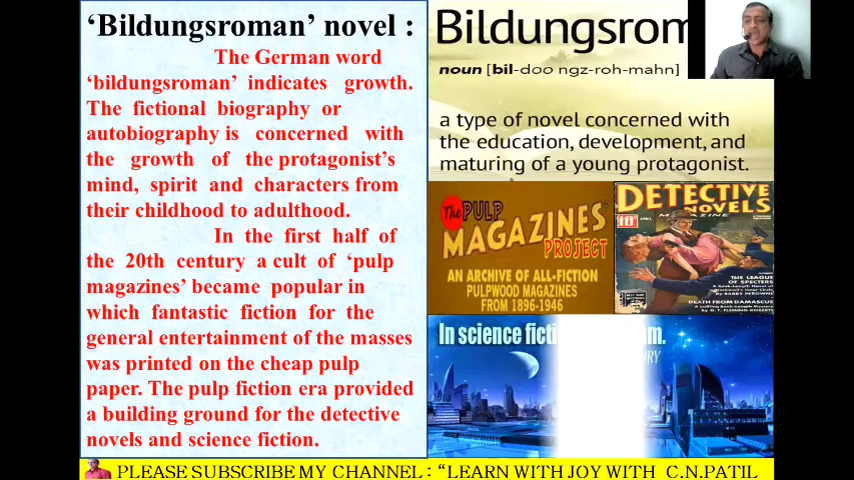 ‘Bildungsroman’ novel :
The German word
‘bildungsroman’ indicates growth.
The fictional biography or
autobiography is concerned with
the growth of the protagonist’s
mind, spirit and characters from
their childhood to adulthood.
In the first half of
the 20th century a cult of ‘pulp
magazines’ became popular in
which fantastic fiction for the
general entertainment of the masses
was printed on the cheap pulp
paper. The pulp fiction era provided
a building ground for the detective
novels and science fiction.
Bildungsrom
noun [bil-doo ngz-roh-mahn]
a type of novel concerned with
the education, development, and
maturing of a young protagonist.
The PULP
MAGAZINES
PROJECT
AN ARCHIVE OF ALL-FICTION
PULPWOOD MAGAZINES
FROM 1896-1946
DETECTIVE
NOVELS
MAGAZINE
10¢
THE LEAGUE
OF SPECTERS
DEATH FROM DAMASCUS
In science ficti
am.
URY
PLEASE SUBSCRIBE MY CHANNEL : “LEARN WITH JOY WITH C.N.PATIL